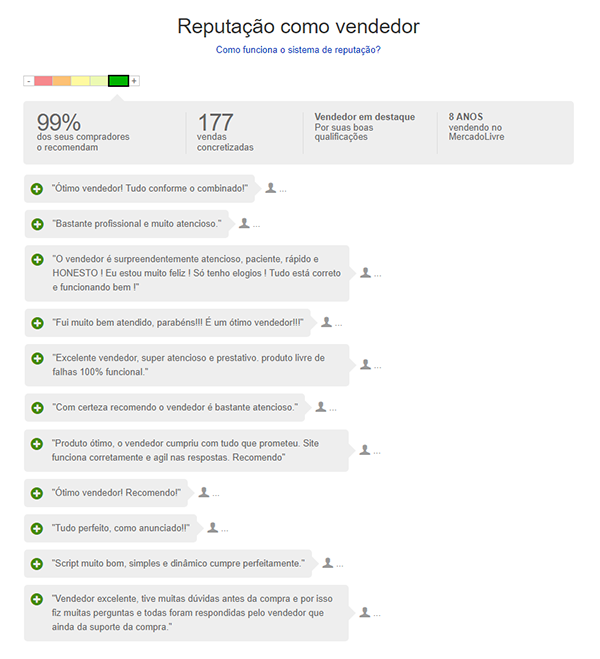 Reputação como vendedor
Como funciona o sistema de reputação?
- +
99%
dos seus compradores
o recomendam
177
vendas
concretizadas
Vendedor em destaque
Por suas boas
qualificações
8 ANOS
vendendo no
MercadoLivre
"Ótimo vendedor! Tudo conforme o combinado!" ...
"Bastante profissional e muito atencioso." ...
"O vendedor é surpreendentemente atencioso, paciente, rápido e
HONESTO ! Eu estou muito feliz ! Só tenho elogios ! Tudo está correto ...
e funcionando bem !"
"Fui muito bem atendido, parabéns!!! É um ótimo vendedor!!!" ...
"Excelente vendedor, super atencioso e prestativo. produto livre de
falhas 100% funcional." ...
"Com certeza recomendo o vendedor é bastante atencioso." ...
"Produto ótimo, o vendedor cumpriu com tudo que prometeu. Site
funciona corretamente e agil nas respostas. Recomendo" ...
"Ótimo vendedor! Recomendo!" ...
"Tudo perfeito, como anunciado!!" ...
"Script muito bom, simples e dinâmico cumpre perfeitamente." ...
"Vendedor excelente, tive muitas dúvidas antes da compra e por isso
fiz muitas perguntas e todas foram respondidas pelo vendedor que ...
ainda da suporte da compra."